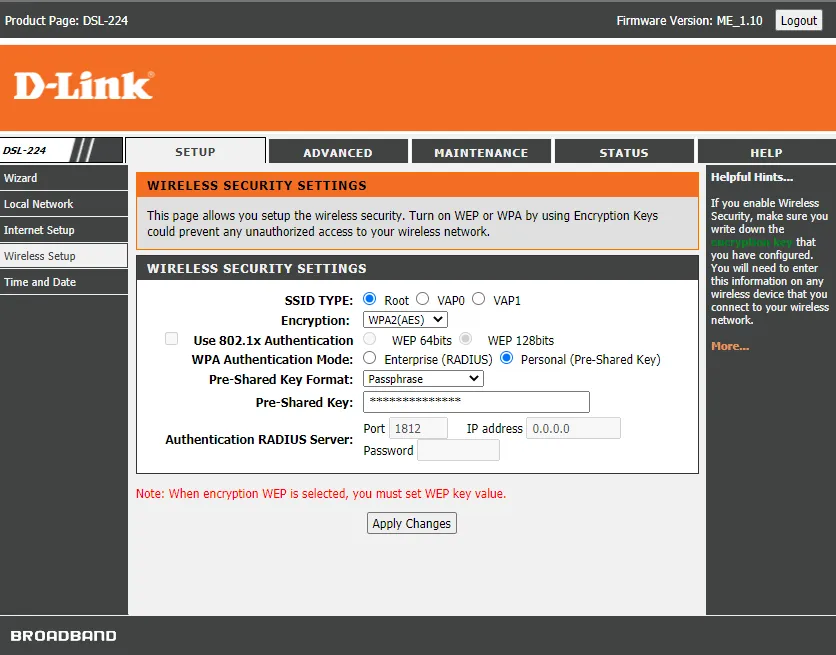 Product Page: DSL-224
Firmware Version: ME_1.10
Logout
D-Link®
DSL-224
SETUP
ADVANCED
MAINTENANCE
STATUS
HELP
Wizard
Local Network
Internet Setup
Wireless Setup
Time and Date
WIRELESS SECURITY SETTINGS
This page allows you setup the wireless security. Turn on WEP or WPA by using Encryption Keys
could prevent any unauthorized access to your wireless network.
WIRELESS SECURITY SETTINGS
SSID TYPE: Root VAP0 VAP1
Encryption: WPA2(AES)
Use 802.1x Authentication WEP 64bits WEP 128bits
WPA Authentication Mode: Enterprise (RADIUS) Personal (Pre-Shared Key)
Pre-Shared Key Format: Passphrase
Pre-Shared Key: **************
Authentication RADIUS Server:
Port 1812 IP address 0.0.0.0
Password
Note: When encryption WEP is selected, you must set WEP key value.
Apply Changes
Helpful Hints...
If you enable Wireless
Security, make sure you
write down the
encryption key that
you have configured.
You will need to enter
this information on any
wireless device that you
connect to your wireless
network.
More...
BROADBAND